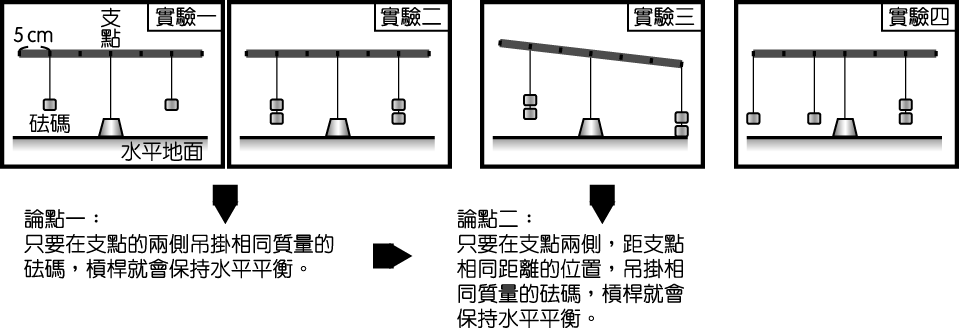 實驗一
支
點
5 cm
砝碼
水平地面
實驗二
實驗三
實驗四
論點一：
只要在支點的兩側吊掛相同質量的
砝碼，槓桿就會保持水平平衡。
論點二：
只要在支點兩側，距支點
相同距離的位置，吊掛相
同質量的砝碼，槓桿就會
保持水平平衡。